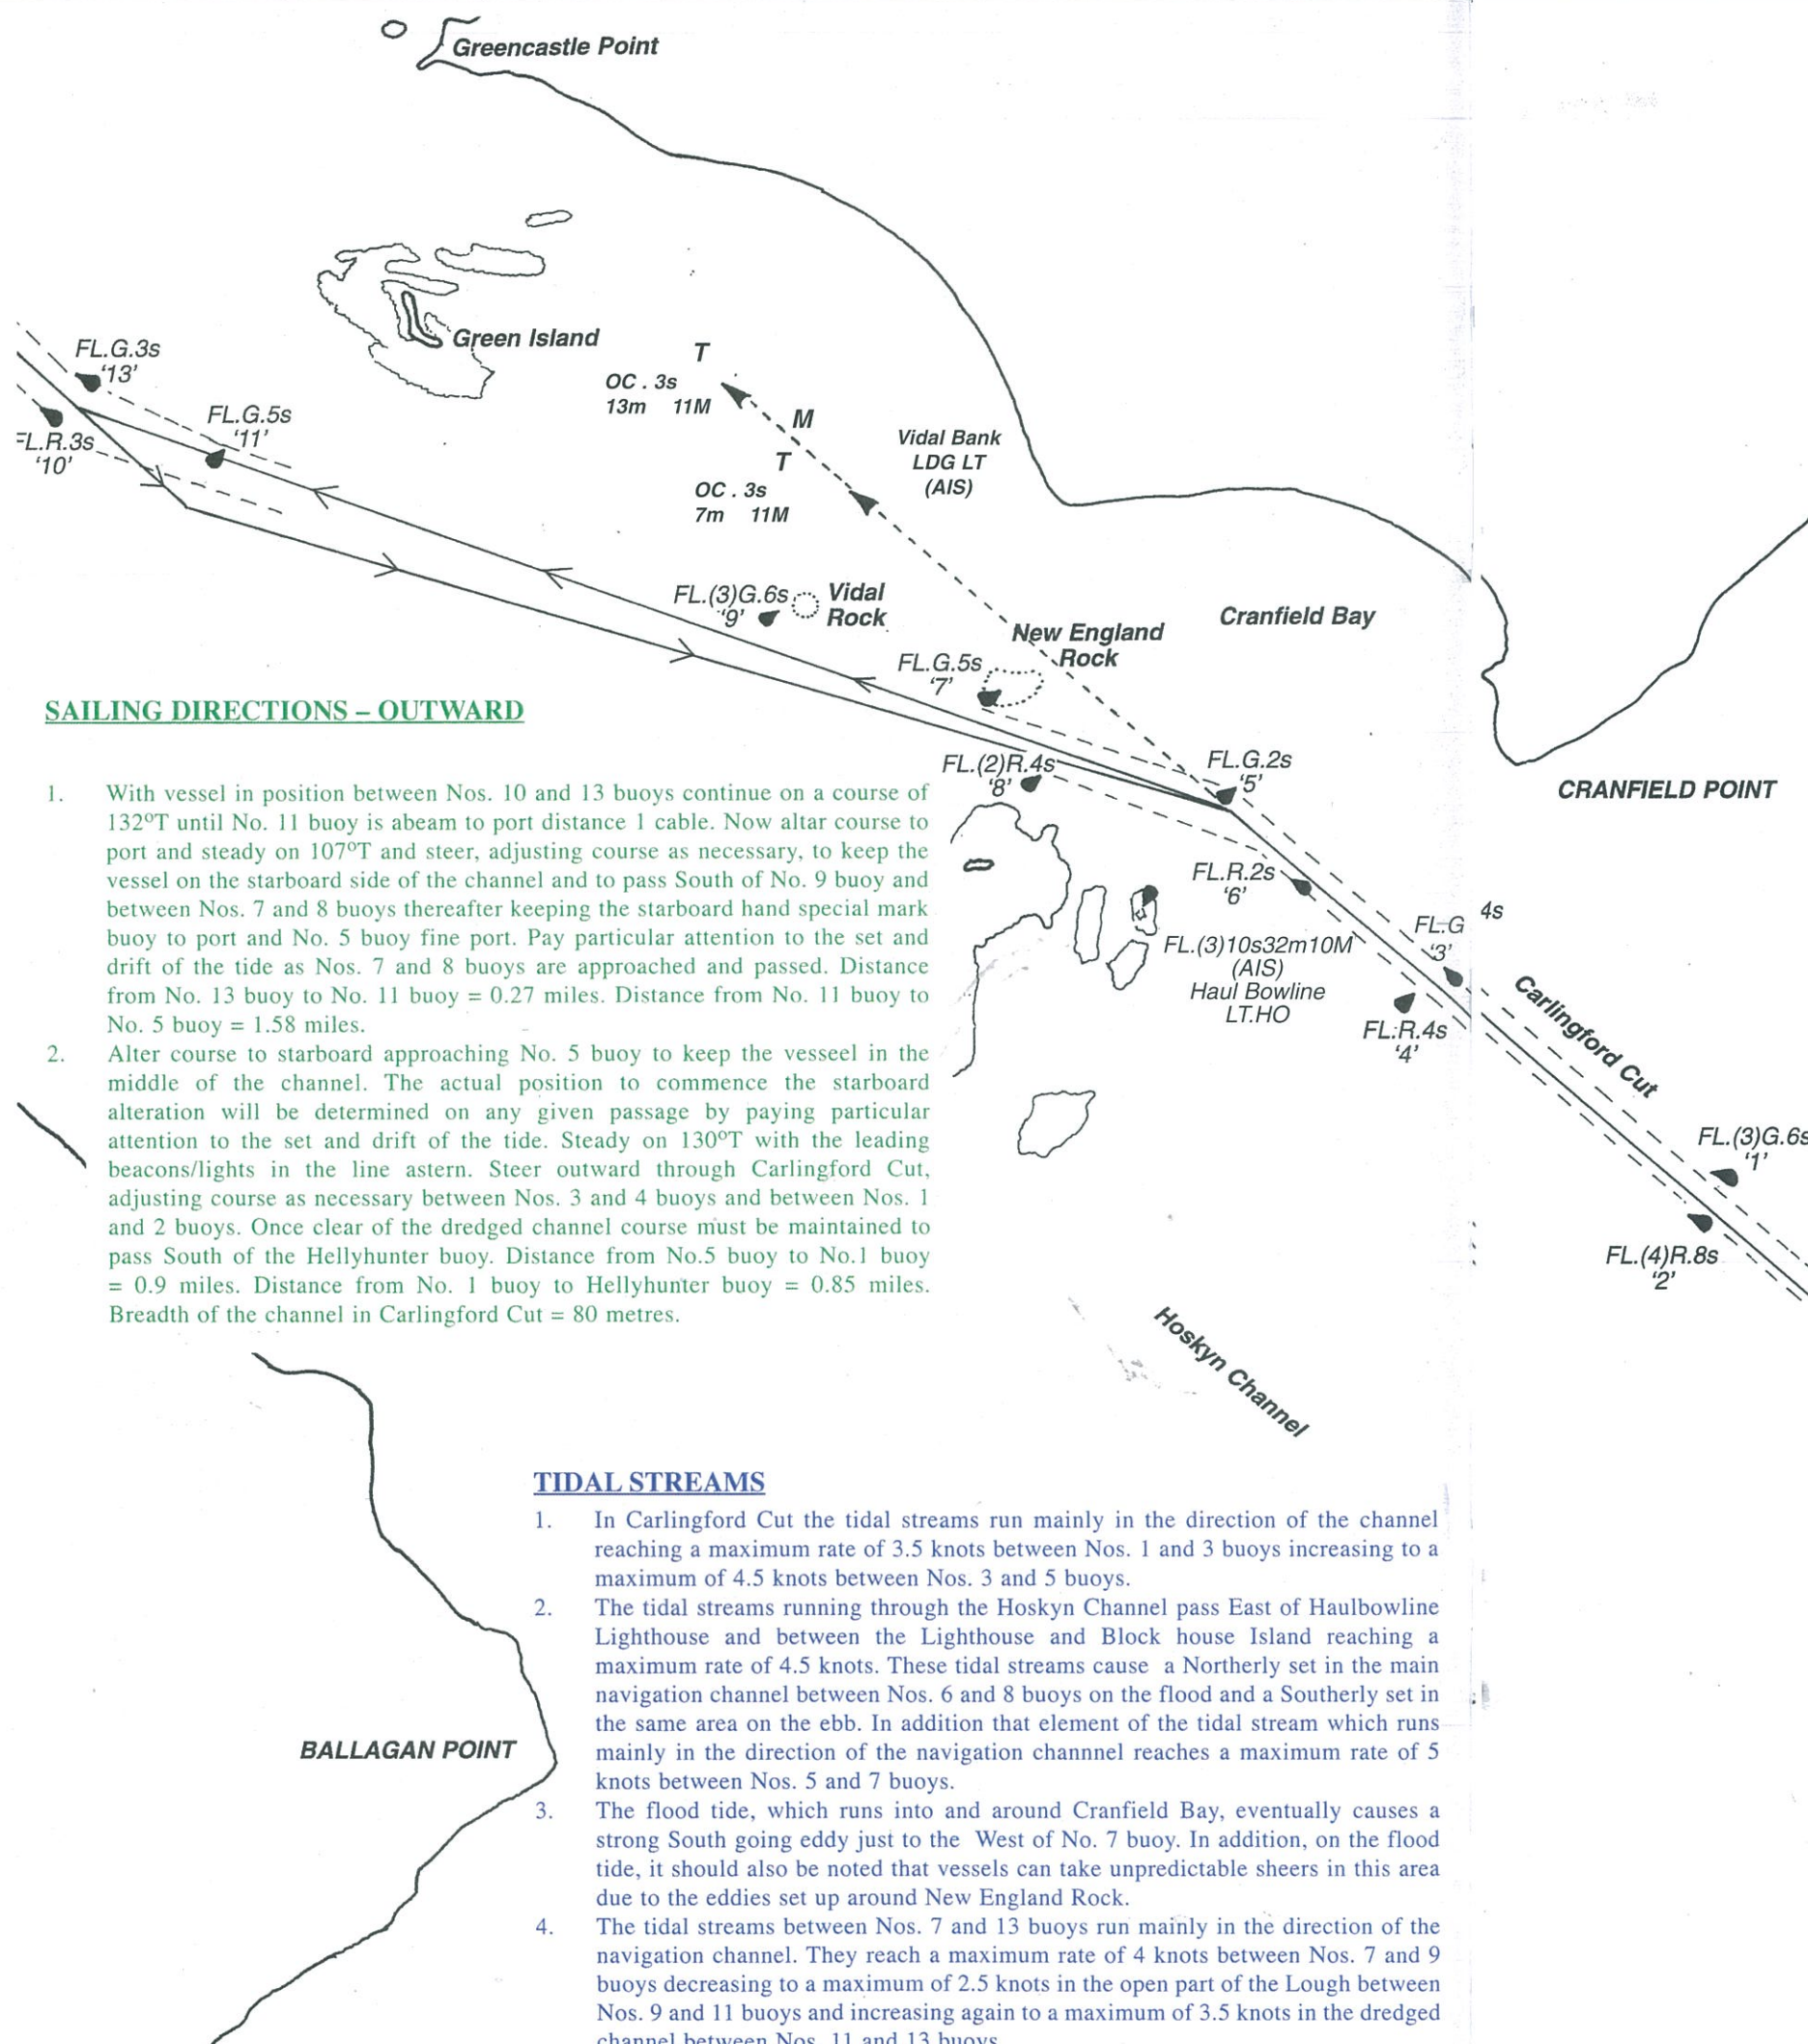 Greencastle Point
Green Island
FL.G.3s
'13'
FL.R.3s
'10'
FL.G.5s
'11'
T
OC . 3s
13m 11M
M
T
OC . 3s
7m 11M
Vidal Bank
LDG LT
(AIS)
FL.(3)G.6s
'9'
Vidal
Rock
New England
Rock
Cranfield Bay
FL.G.5s
'7'
FL.(2)R.4s
'8'
FL.G.2s
'5'
CRANFIELD POINT
FL.R.2s
'6'
FL.G 4s
'3'
FL.(3)10s32m10M
(AIS)
Haul Bowline
LT.HO
FL:R.4s
'4'
Carlingford Cut
FL.(3)G.6s
'1'
FL.(4)R.8s
'2'
Hoskyn Channel
SAILING DIRECTIONS – OUTWARD
1. With vessel in position between Nos. 10 and 13 buoys continue on a course of
132ºT until No. 11 buoy is abeam to port distance 1 cable. Now altar course to
port and steady on 107ºT and steer, adjusting course as necessary, to keep the
vessel on the starboard side of the channel and to pass South of No. 9 buoy and
between Nos. 7 and 8 buoys thereafter keeping the starboard hand special mark
buoy to port and No. 5 buoy fine port. Pay particular attention to the set and
drift of the tide as Nos. 7 and 8 buoys are approached and passed. Distance
from No. 13 buoy to No. 11 buoy = 0.27 miles. Distance from No. 11 buoy to
No. 5 buoy = 1.58 miles.
2. Alter course to starboard approaching No. 5 buoy to keep the vesseel in the
middle of the channel. The actual position to commence the starboard
alteration will be determined on any given passage by paying particular
attention to the set and drift of the tide. Steady on 130ºT with the leading
beacons/lights in the line astern. Steer outward through Carlingford Cut,
adjusting course as necessary between Nos. 3 and 4 buoys and between Nos. 1
and 2 buoys. Once clear of the dredged channel course must be maintained to
pass South of the Hellyhunter buoy. Distance from No.5 buoy to No.1 buoy
= 0.9 miles. Distance from No. 1 buoy to Hellyhunter buoy = 0.85 miles.
Breadth of the channel in Carlingford Cut = 80 metres.
BALLAGAN POINT
TIDAL STREAMS
1. In Carlingford Cut the tidal streams run mainly in the direction of the channel
reaching a maximum rate of 3.5 knots between Nos. 1 and 3 buoys increasing to a
maximum of 4.5 knots between Nos. 3 and 5 buoys.
2. The tidal streams running through the Hoskyn Channel pass East of Haulbowline
Lighthouse and between the Lighthouse and Block house Island reaching a
maximum rate of 4.5 knots. These tidal streams cause a Northerly set in the main
navigation channel between Nos. 6 and 8 buoys on the flood and a Southerly set in
the same area on the ebb. In addition that element of the tidal stream which runs
mainly in the direction of the navigation channnel reaches a maximum rate of 5
knots between Nos. 5 and 7 buoys.
3. The flood tide, which runs into and around Cranfield Bay, eventually causes a
strong South going eddy just to the West of No. 7 buoy. In addition, on the flood
tide, it should also be noted that vessels can take unpredictable sheers in this area
due to the eddies set up around New England Rock.
4. The tidal streams between Nos. 7 and 13 buoys run mainly in the direction of the
navigation channel. They reach a maximum rate of 4 knots between Nos. 7 and 9
buoys decreasing to a maximum of 2.5 knots in the open part of the Lough between
Nos. 9 and 11 buoys and increasing again to a maximum of 3.5 knots in the dredged
channel between Nos. 11 and 13 buoys